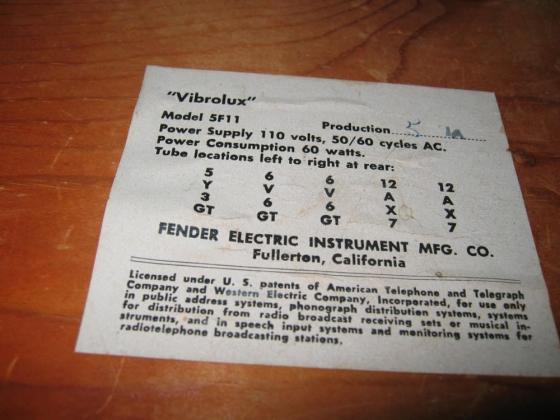 "Vibrolux"
Model 5F11 Production 5
Power Supply 110 volts, 50/60 cycles AC.
Power Consumption 60 watts.
Tube locations left to right at rear:
5 6 6 12 12
Y V V A A
3 6 6 X X
GT GT GT 7 7
FENDER ELECTRIC INSTRUMENT MFG. CO.
Fullerton, California
Licensed under U. S. patents of American Telephone and Telegraph
Company and Western Electric Company, Incorporated, for use only
in public address systems, phonograph distribution systems, systems
for distribution from radio broadcast receiving sets or musical in-
struments, and in speech input systems and monitoring systems for
radiotelephone broadcasting stations.